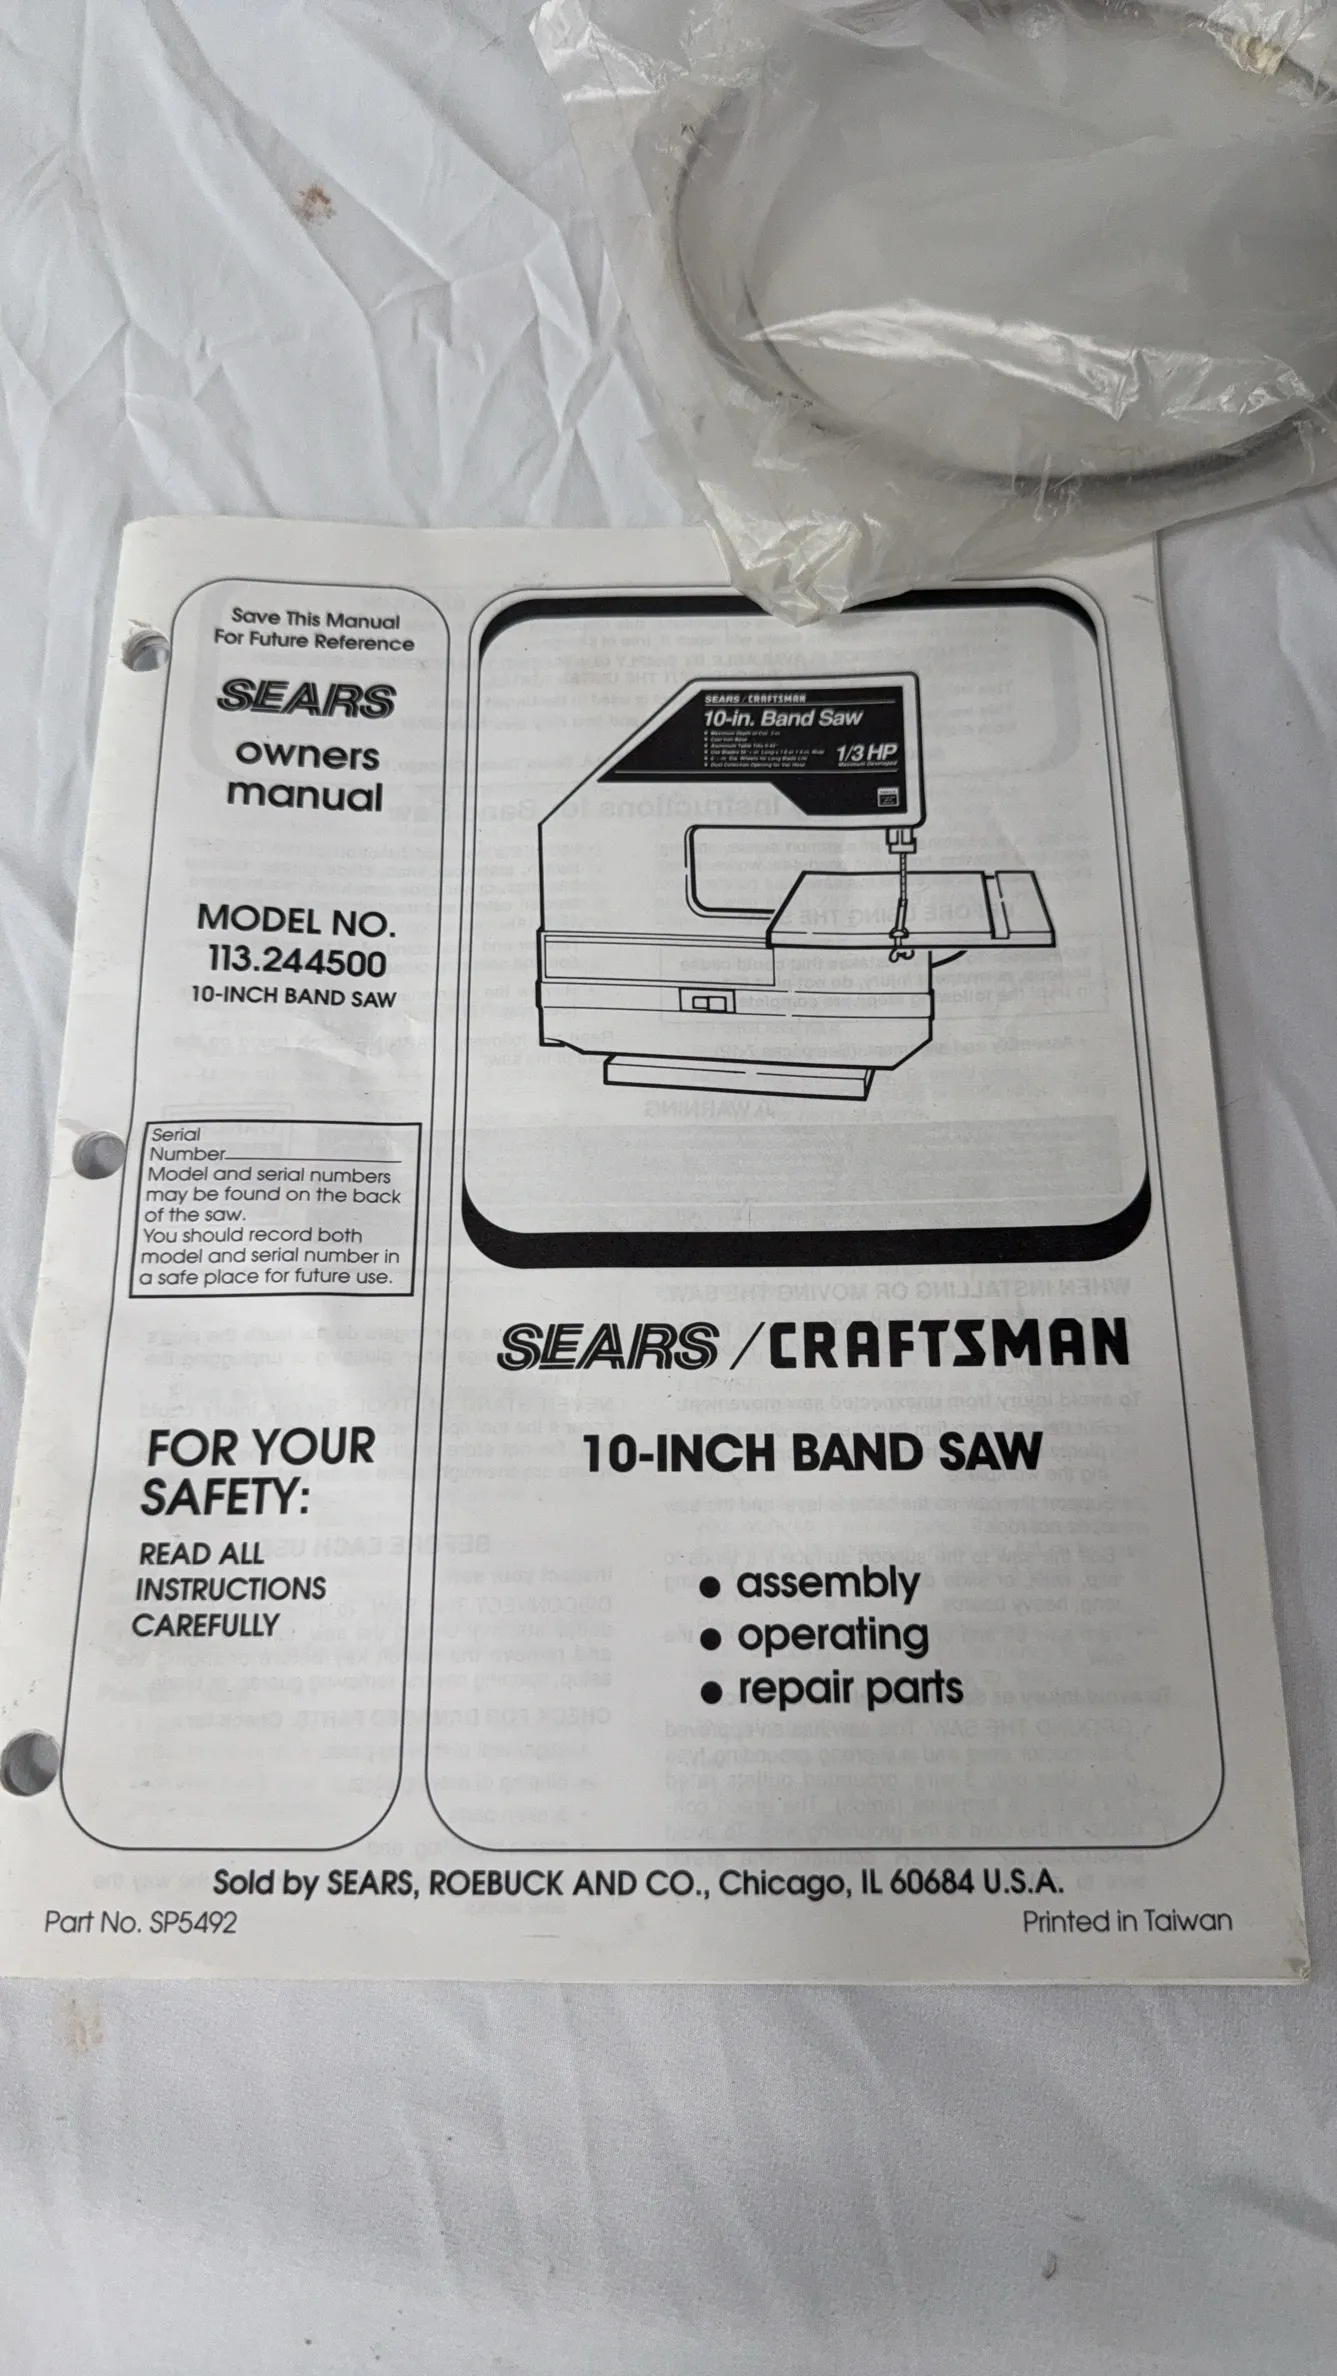 Save This Manual
For Future Reference
SEARS
owners
manual
MODEL NO.
113.244500
10-INCH BAND SAW
Serial
Number
Model and serial numbers
may be found on the back
of the saw.
You should record both
model and serial number in
a safe place for future use.
FOR YOUR
SAFETY:
READ ALL
INSTRUCTIONS
CAREFULLY
SEARS / CRAFTSMAN
10-in. Band Saw
1/3 HP
Maximum Developed
SEARS / CRAFTSMAN
10-INCH BAND SAW
• assembly
• operating
• repair parts
Sold by SEARS, ROEBUCK AND CO., Chicago, IL 60684 U.S.A.
Part No. SP5492
Printed in Taiwan